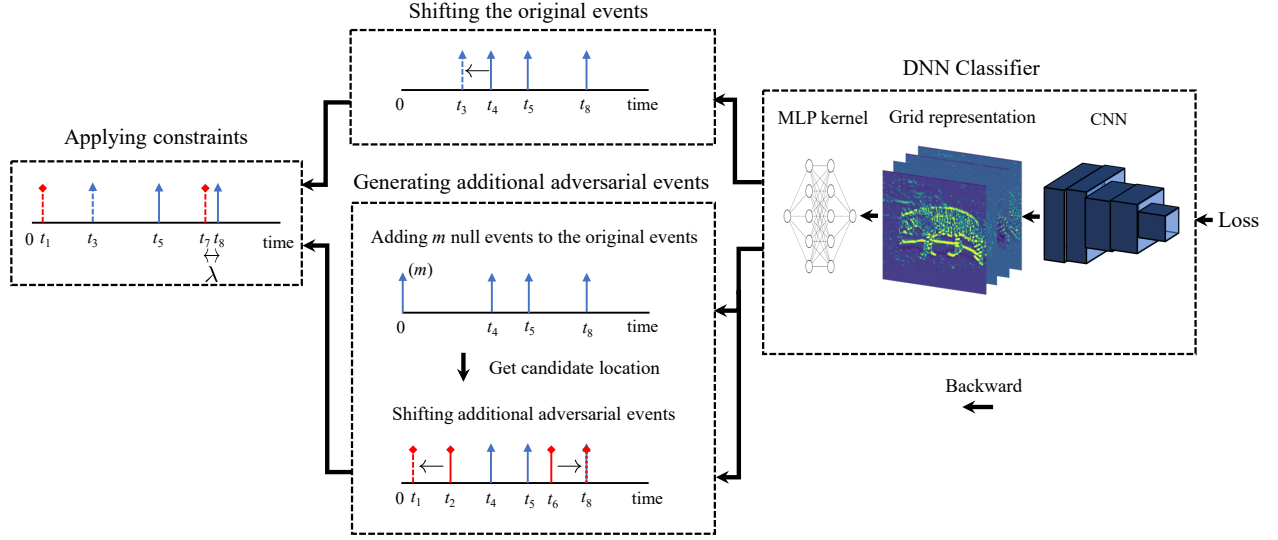 Shifting the original events
0 t₃ t₄ t₅ t₈ time
Applying constraints
0 t₁ t₃ t₅ t₇ t₈ time
λ
Generating additional adversarial events
Adding m null events to the original events
(m)
0 t₄ t₅ t₈ time
Get candidate location
Shifting additional adversarial events
0 t₁ t₂ t₄ t₅ t₆ t₈ time
DNN Classifier
MLP kernel Grid representation CNN
Loss
Backward